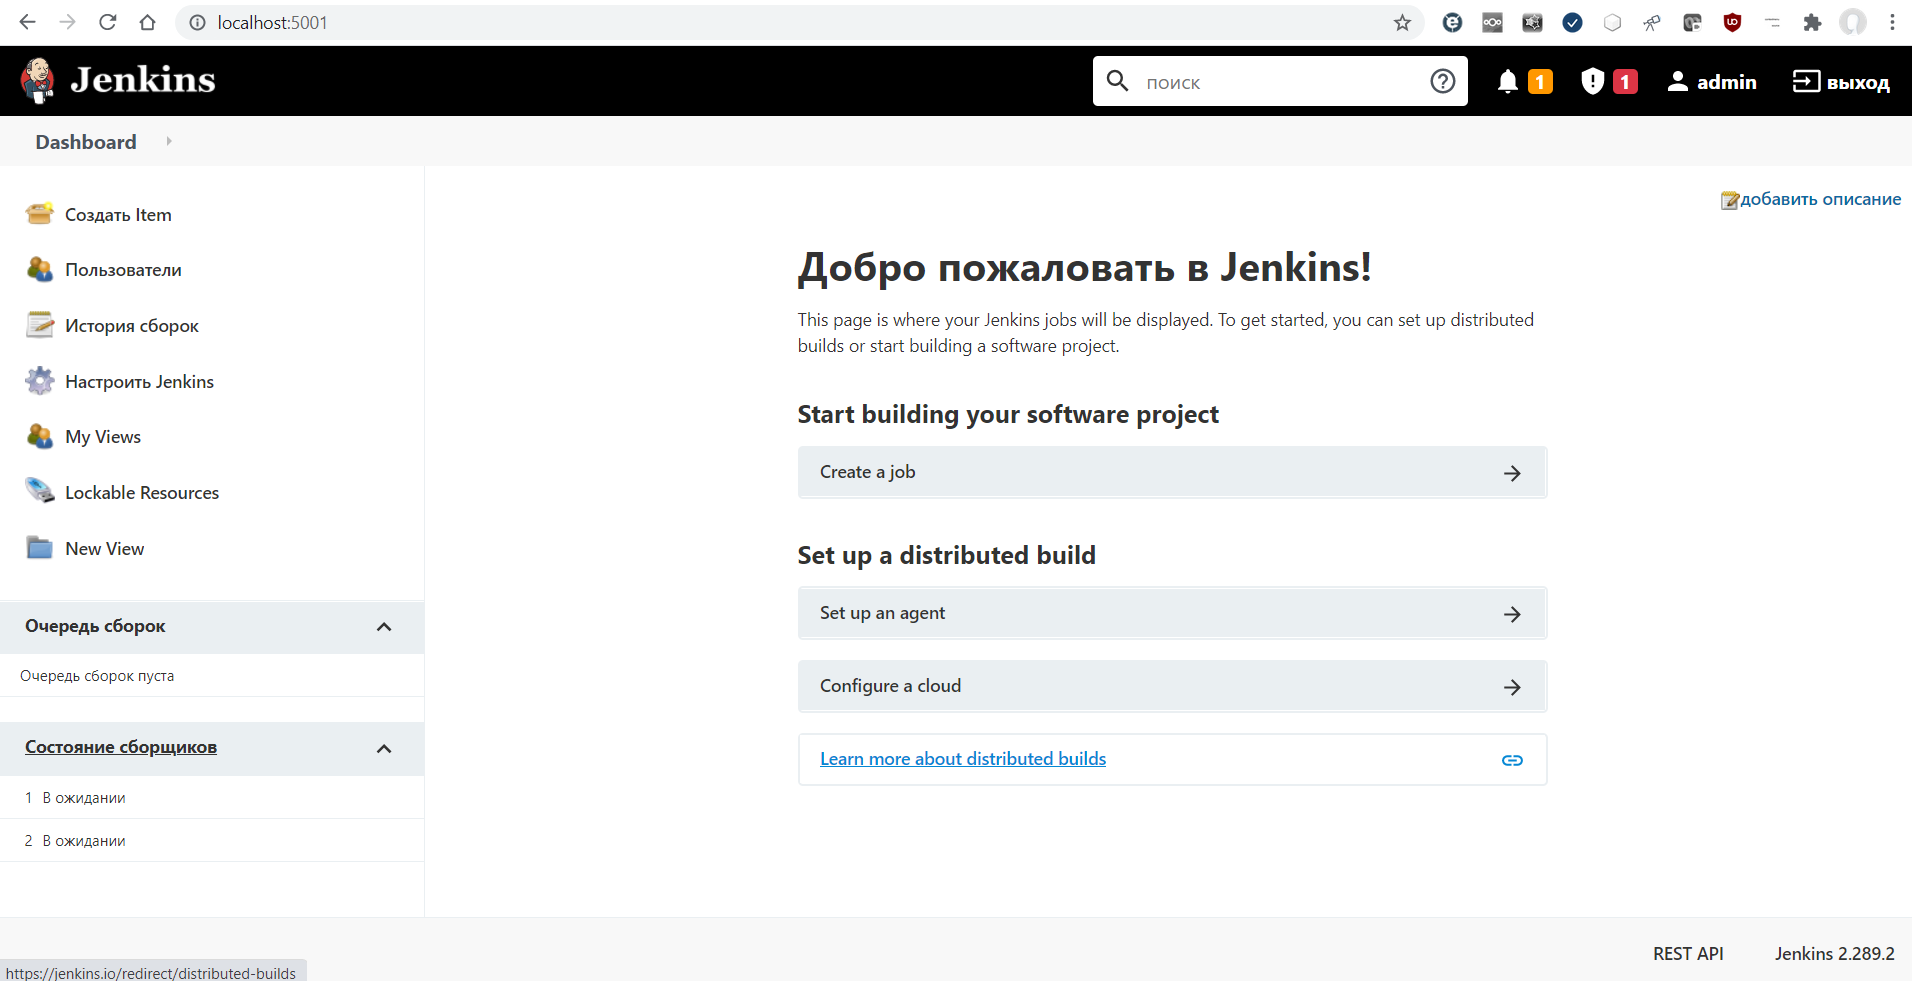 localhost:5001
Jenkins
поиск
1
1
admin
выход
Dashboard
добавить описание
Создать Item
Пользователи
История сборок
Настроить Jenkins
My Views
Lockable Resources
New View
Очередь сборок
Очередь сборок пуста
Состояние сборщиков
1 В ожидании
2 В ожидании
Добро пожаловать в Jenkins!
This page is where your Jenkins jobs will be displayed. To get started, you can set up distributed
builds or start building a software project.
Start building your software project
Create a job
Set up a distributed build
Set up an agent
Configure a cloud
Learn more about distributed builds
REST API
Jenkins 2.289.2
https://jenkins.io/redirect/distributed-builds